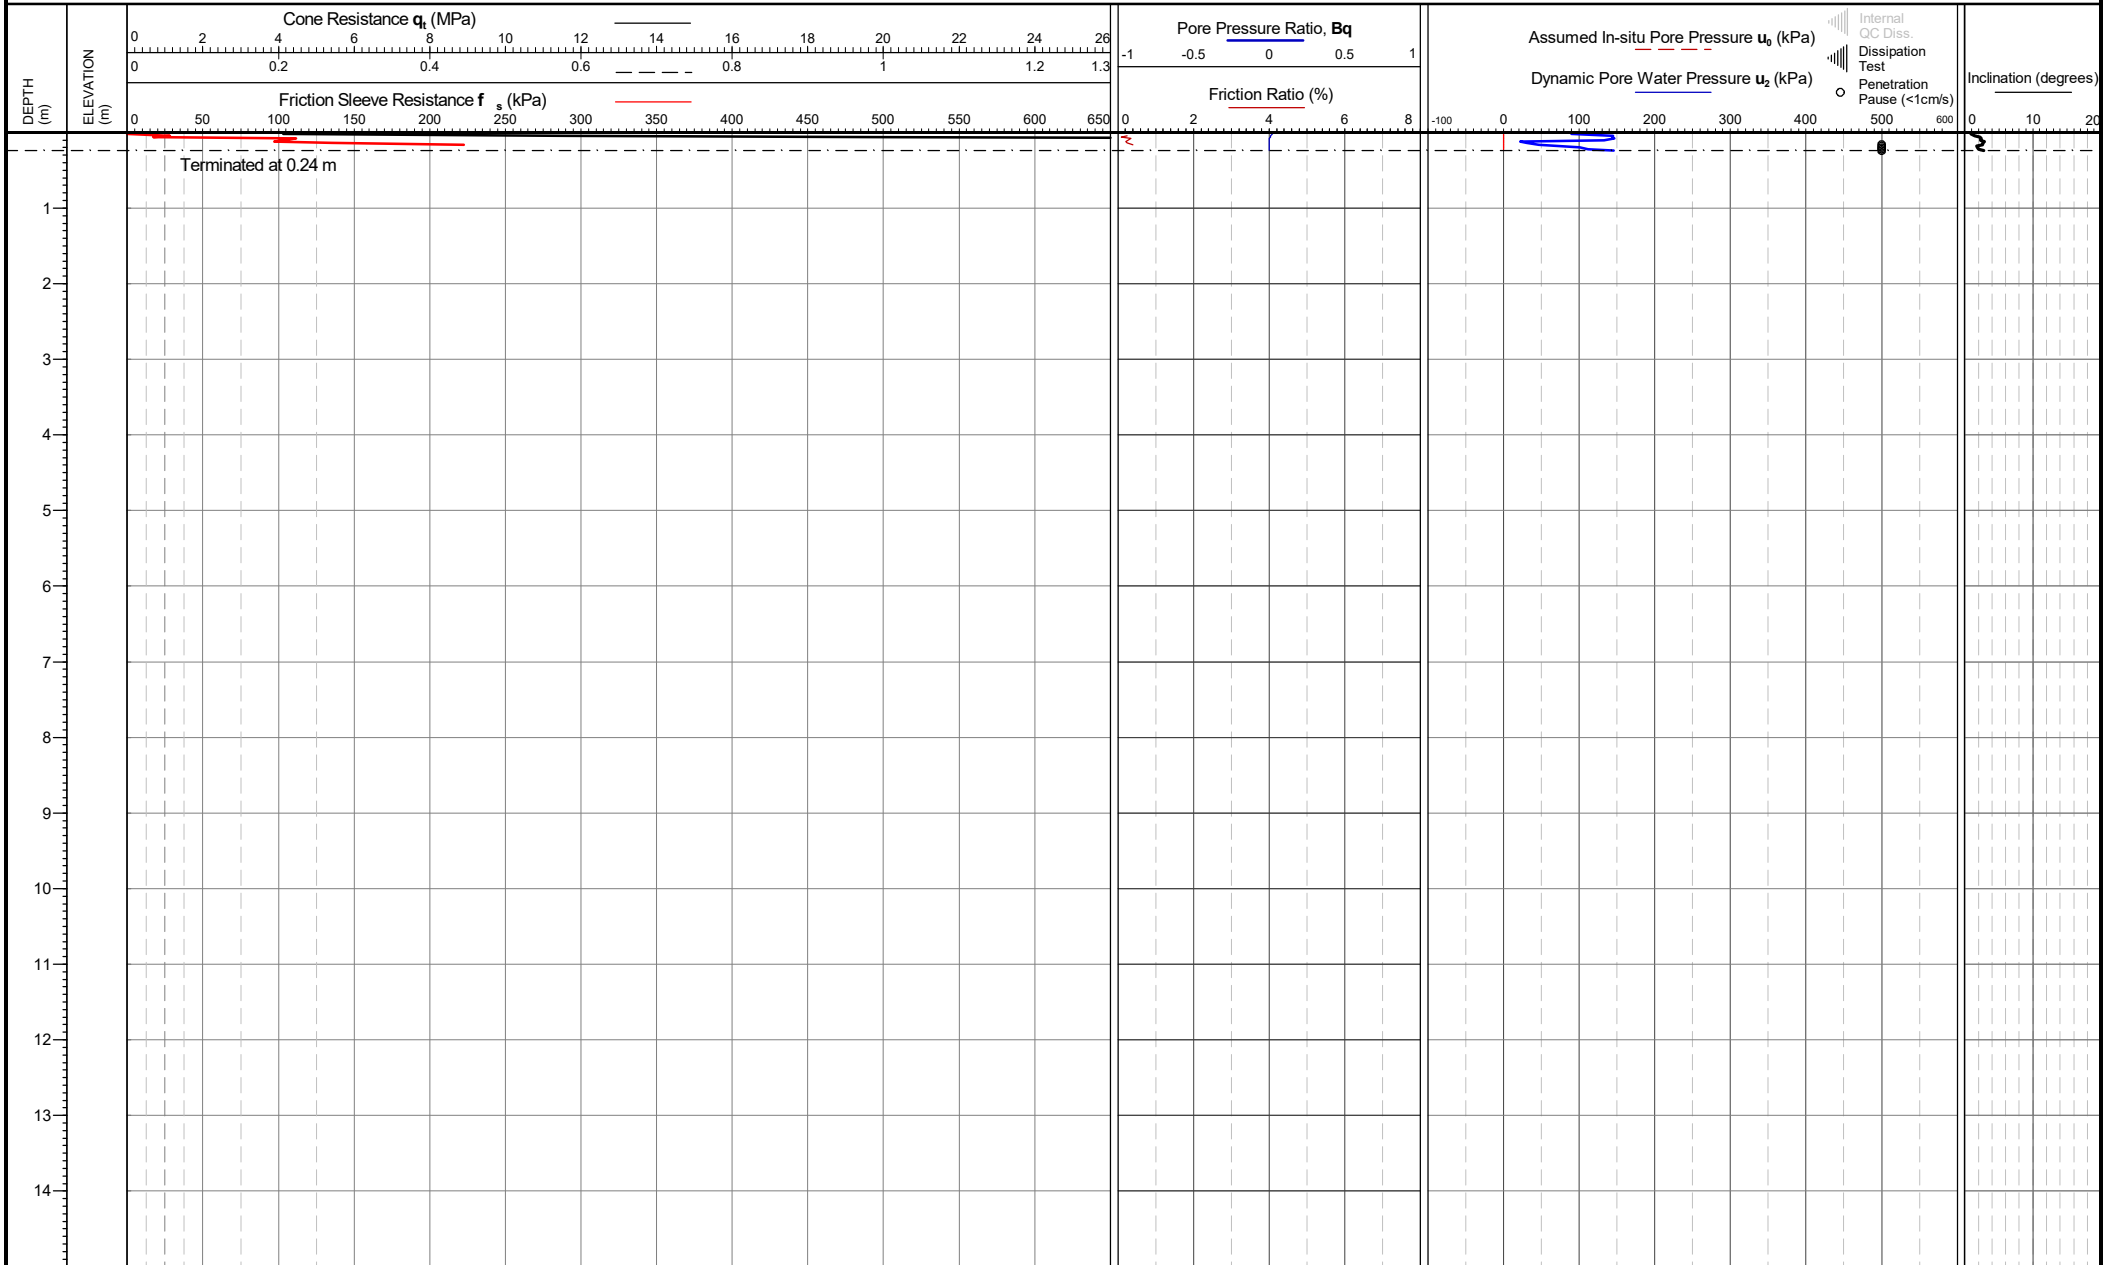 DEPTH
(m)
ELEVATION
(m)
Cone Resistance qt (MPa)
0 2 4 6 8 10 12 14 16 18 20 22 24 26
0 0.2 0.4 0.6 0.8 1 1.2 1.3
Friction Sleeve Resistance f s (kPa)
0 50 100 150 200 250 300 350 400 450 500 550 600 650
Pore Pressure Ratio, Bq
-1 -0.5 0 0.5 1
Friction Ratio (%)
0 2 4 6 8
Assumed In-situ Pore Pressure u0 (kPa)
Dynamic Pore Water Pressure u2 (kPa)
-100 0 100 200 300 400 500 600
Internal
QC Diss.
Dissipation
Test
Penetration
Pause (<1cm/s)
Inclination (degrees)
0 10 20
Terminated at 0.24 m
1
2
3
4
5
6
7
8
9
10
11
12
13
14